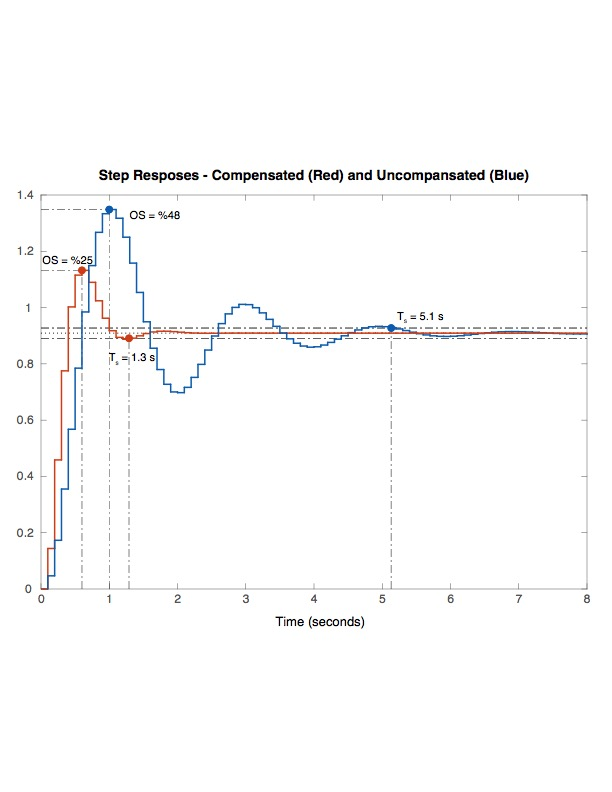 Step Resposes - Compensated (Red) and Uncompansated (Blue)
1.4
OS = %48
1.2
OS = %25
1
Ts = 5.1 s
Ts = 1.3 s
0.8
0.6
0.4
0.2
0
0 1 2 3 4 5 6 7 8
Time (seconds)